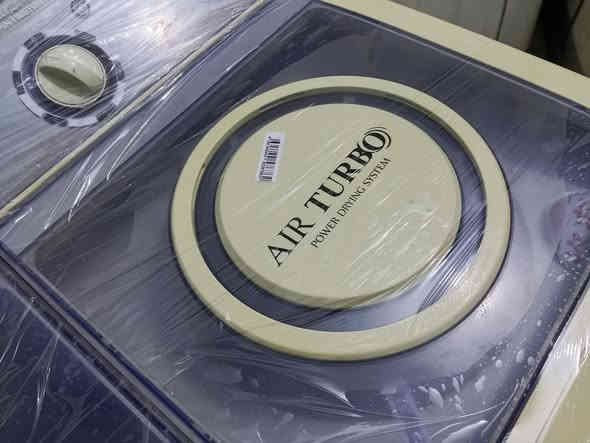 AIR TURBO
POWER DRYING SYSTEM